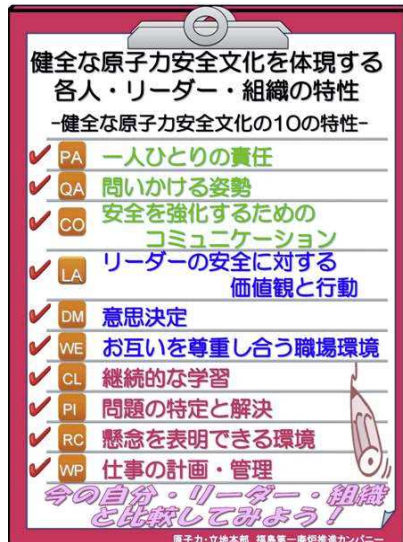 健全な原子力安全文化を体現する
各人・リーダー・組織の特性
-健全な原子力安全文化の10の特性-
PA 一人ひとりの責任
QA 問いかける姿勢
CO 安全を強化するための
コミュニケーション
LA リーダーの安全に対する
価値観と行動
DM 意思決定
WE お互いを尊重し合う職場環境
CL 継続的な学習
PI 問題の特定と解決
RC 懸念を表明できる環境
WP 仕事の計画・管理
今の自分・リーダー・組織
と比較してみよう!
原子力・立地本部 福島第一廃炉推進カンパニー